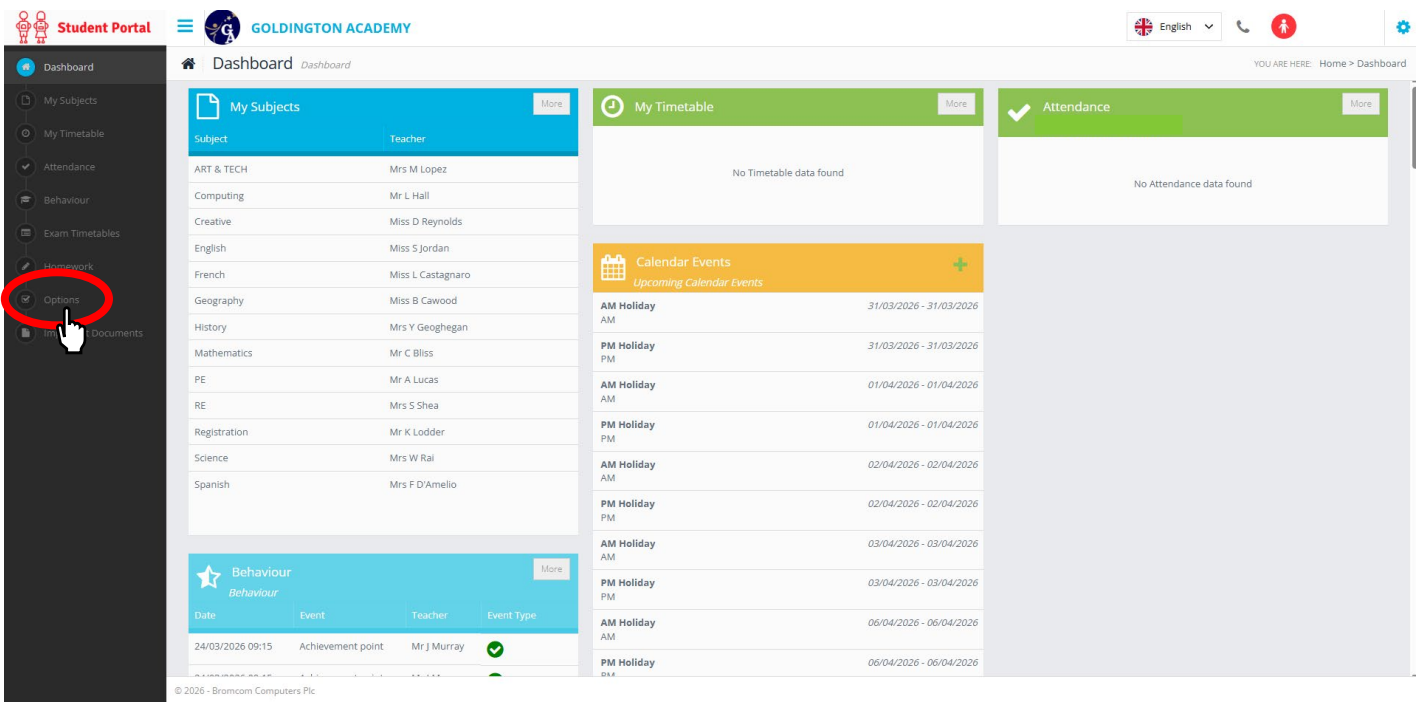 Student Portal
GOLDINGTON ACADEMY
English
Dashboard
My Subjects
My Timetable
Attendance
Behaviour
Exam Timetables
Homework
Options
Documents
Dashboard Dashboard
YOU ARE HERE: Home > Dashboard
My Subjects
More
Subject Teacher
ART & TECH Mrs M Lopez
Computing Mr L Hall
Creative Miss D Reynolds
English Miss S Jordan
French Miss L Castagnaro
Geography Miss B Cawood
History Mrs Y Geoghegan
Mathematics Mr C Bliss
PE Mr A Lucas
RE Mrs S Shea
Registration Mr K Lodder
Science Mrs W Rai
Spanish Mrs F D'Amelio
Behaviour
More
Behaviour
Date Event Teacher Event Type
24/03/2026 09:15 Achievement point Mr J Murray
My Timetable
More
No Timetable data found
Calendar Events
Upcoming Calendar Events
AM Holiday 31/03/2026 - 31/03/2026
AM
PM Holiday 31/03/2026 - 31/03/2026
PM
AM Holiday 01/04/2026 - 01/04/2026
AM
PM Holiday 01/04/2026 - 01/04/2026
PM
AM Holiday 02/04/2026 - 02/04/2026
AM
PM Holiday 02/04/2026 - 02/04/2026
PM
AM Holiday 03/04/2026 - 03/04/2026
AM
PM Holiday 03/04/2026 - 03/04/2026
PM
AM Holiday 06/04/2026 - 06/04/2026
AM
PM Holiday 06/04/2026 - 06/04/2026
Attendance
More
No Attendance data found
© 2026 - Bromcom Computers Plc